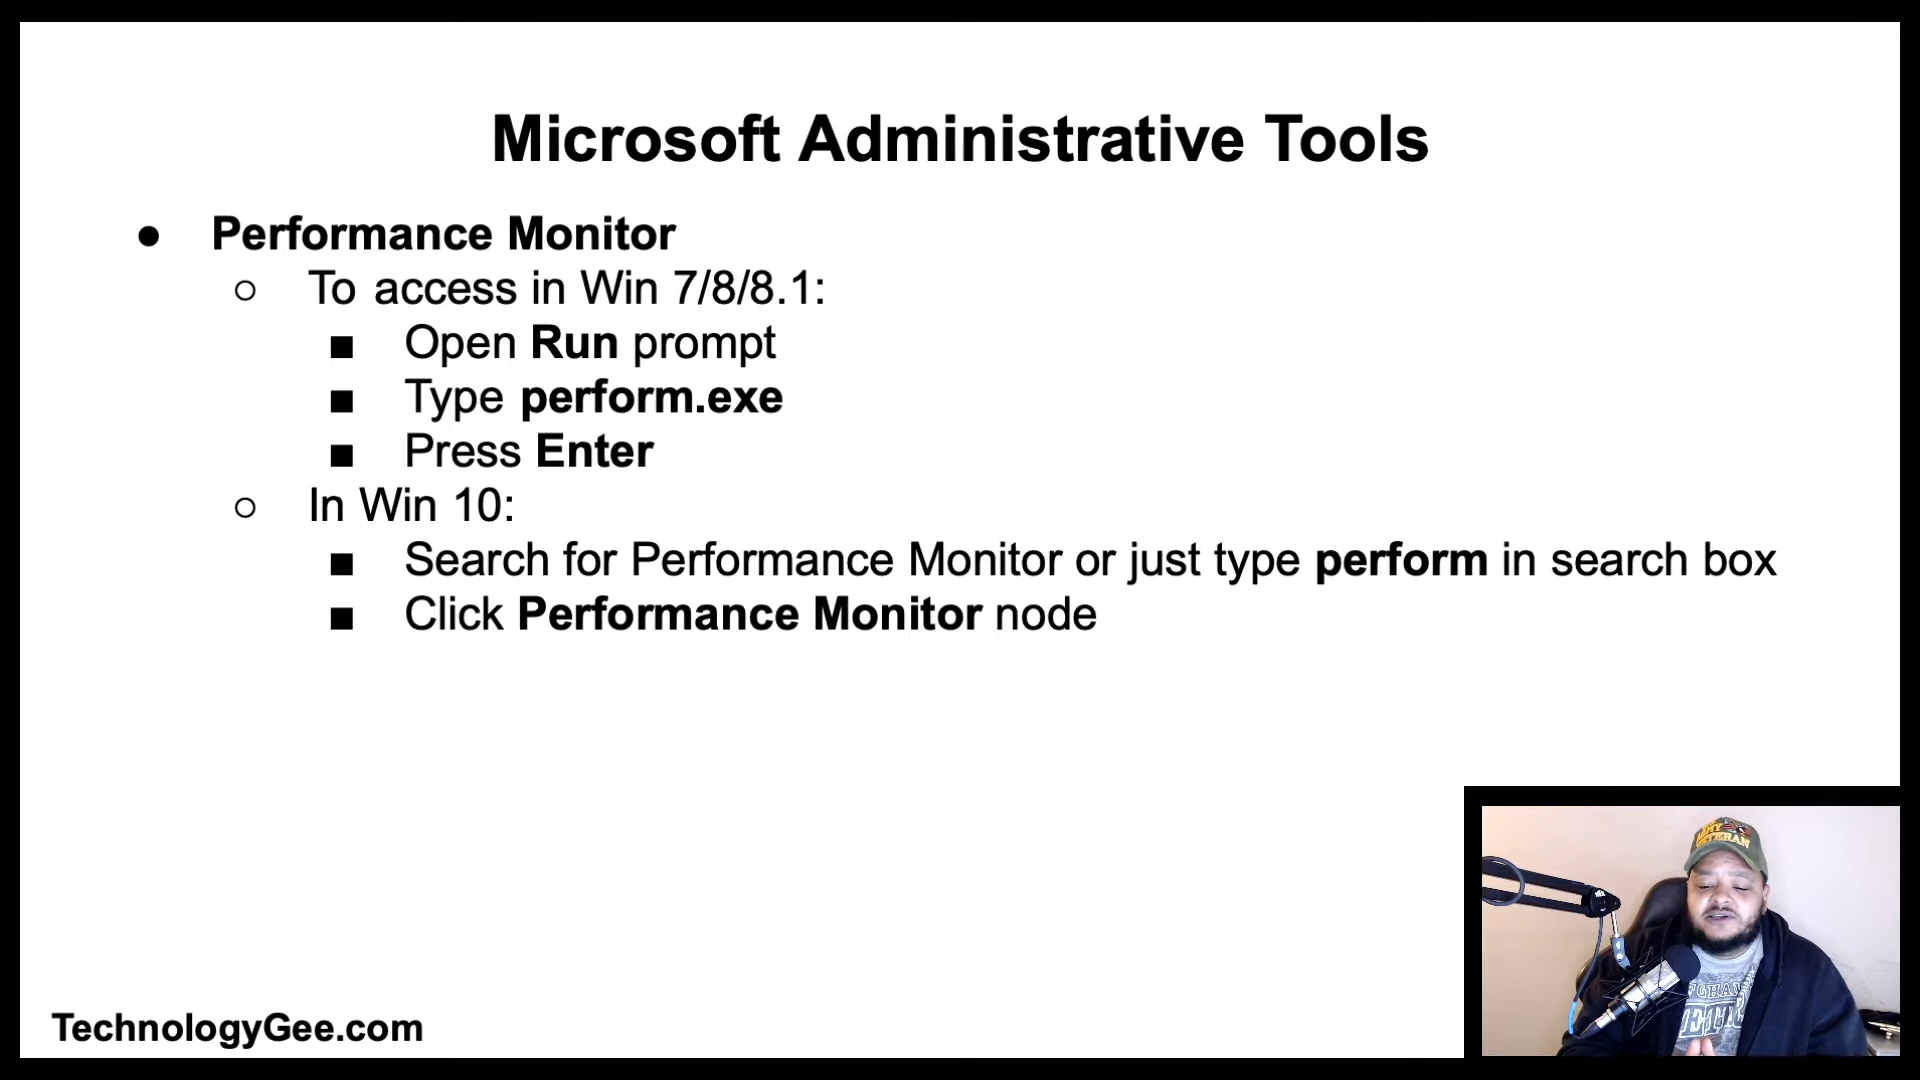 Microsoft Administrative Tools
● Performance Monitor
○ To access in Win 7/8/8.1:
■ Open Run prompt
■ Type perform.exe
■ Press Enter
○ In Win 10:
■ Search for Performance Monitor or just type perform in search box
■ Click Performance Monitor node
ARMY
VETERAN
TechnologyGee.com